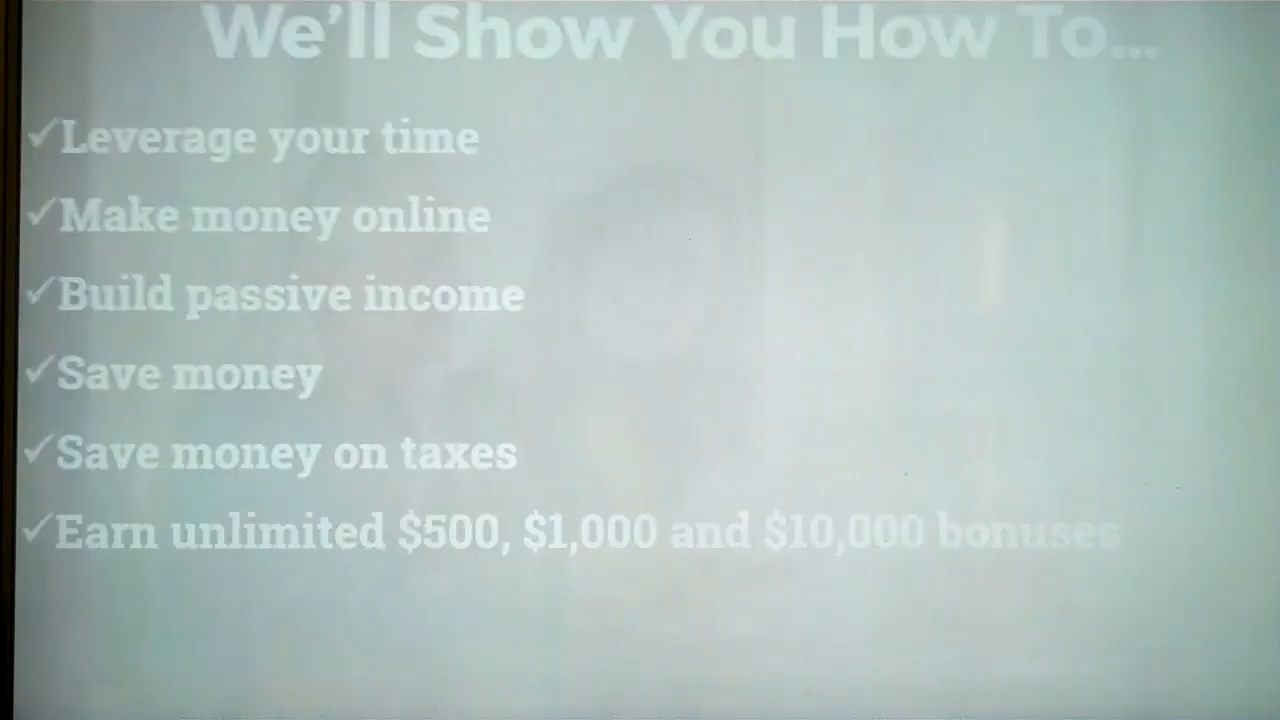 We'll Show You How To...
✓Leverage your time
✓Make money online
✓Build passive income
✓Save money
✓Save money on taxes
✓Earn unlimited $500, $1,000 and $10,000 bonuses